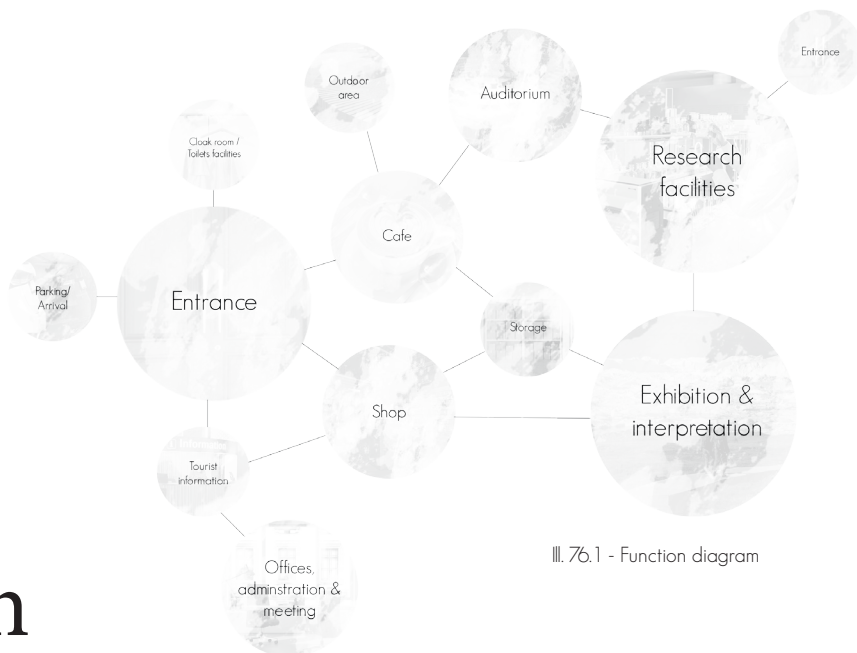 Entrance
Outdoor
area
Auditorium
Cloak room /
Toilets facilities
Research
facilities
Cafe
Parking/
Arrival
Entrance
Storage
Shop
Exhibition &
interpretation
Tourist
information
Offices,
adminstration &
meeting
Ill. 76.1 - Function diagram
n